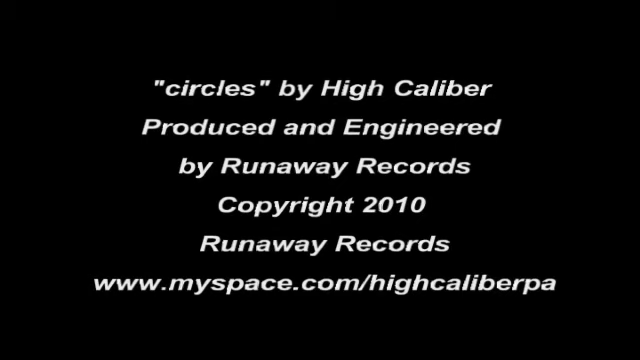 "circles" by High Caliber
Produced and Engineered
by Runaway Records
Copyright 2010
Runaway Records
www.myspace.com/highcaliberpa